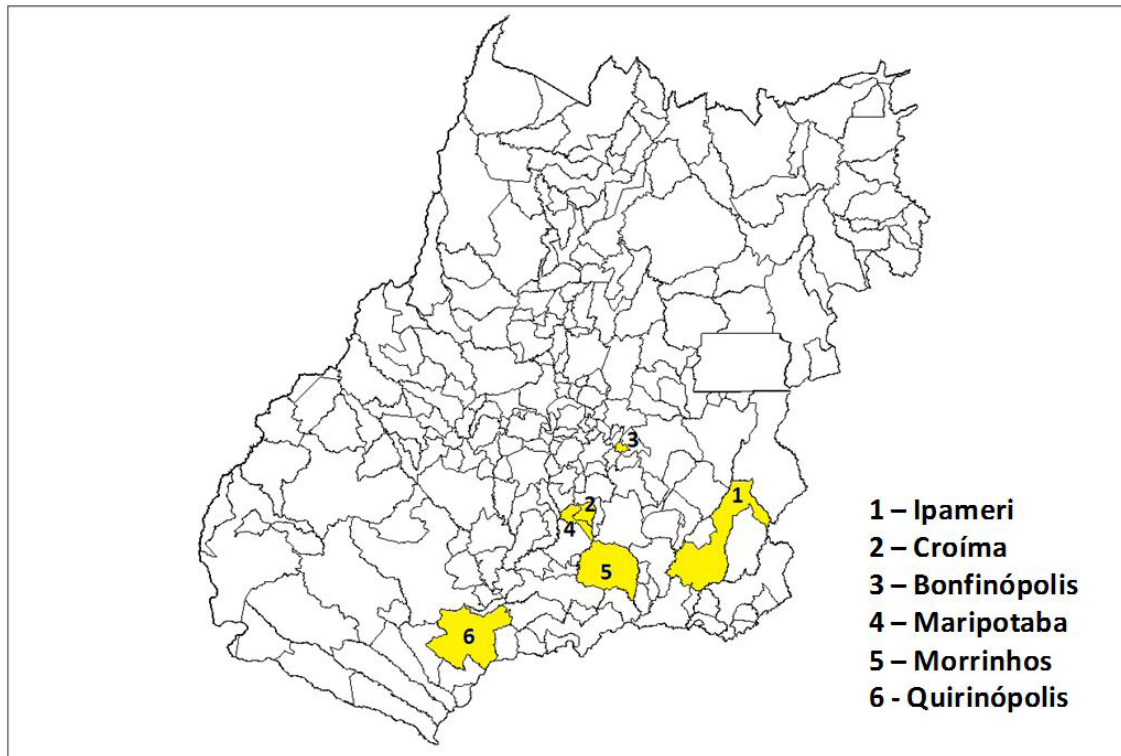 3
1
2
4
5
6
1 – Ipameri
2 – Croíma
3 – Bonfinópolis
4 – Maripotaba
5 – Morrinhos
6 - Quirinópolis